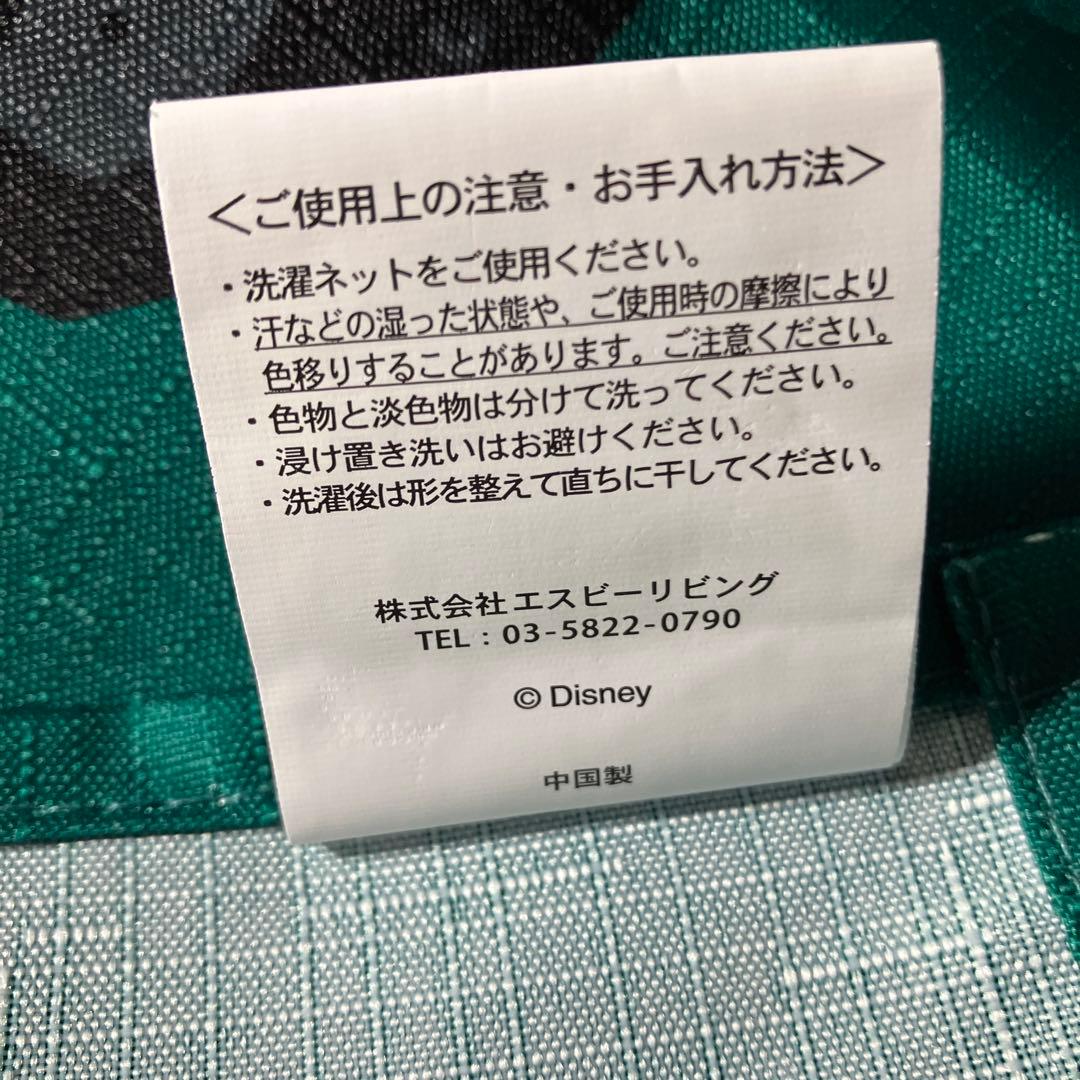 ＜ご使用上の注意・お手入れ方法＞
・洗濯ネットをご使用ください。
・汗などの湿った状態や、ご使用時の摩擦により
色移りすることがあります。ご注意ください。
・色物と淡色物は分けて洗ってください。
・浸け置き洗いはお避けください。
・洗濯後は形を整えて直ちに干してください。
株式会社エスビーリビング
TEL : 03-5822-0790
© Disney
中国製